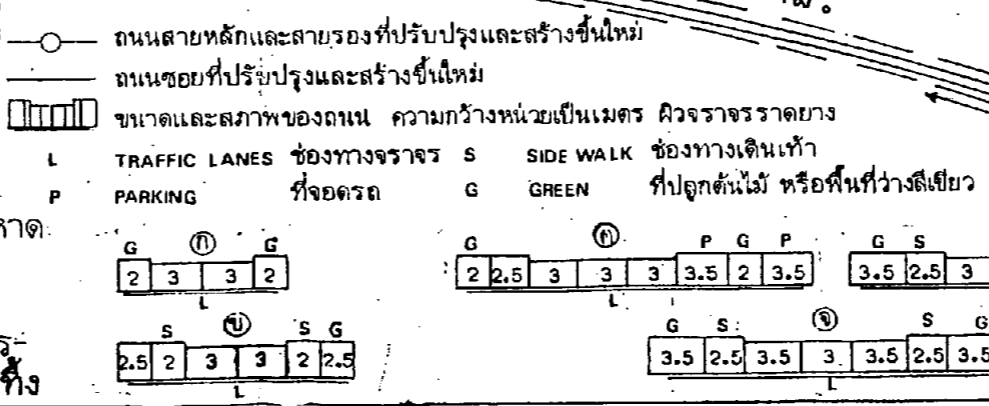 ถนนสายหลักและสายรองที่ปรับปรุงและสร้างขึ้นใหม่
ถนนซอยที่ปรับปรุงและสร้างขึ้นใหม่
ขนาดและสภาพของถนน ความกว้างหน่วยเป็นเมตร ผิวจราจรราดยาง
L TRAFFIC LANES ช่องทางจราจร S SIDE WALK ช่องทางเดินเท้า
P PARKING ที่จอดรถ G GREEN ที่ปลูกต้นไม้ หรือพื้นที่ว่างสีเขียว
หาด
G ก G G P G P G S
2 3 3 2 2 2.5 3 3 3 3.5 2 3.5 3.5 2.5 3
L L
S ข S G G S จ S G
2.5 2 3 3 2 2.5 3.5 2.5 3.5 3 3.5 2.5 3.5
L L